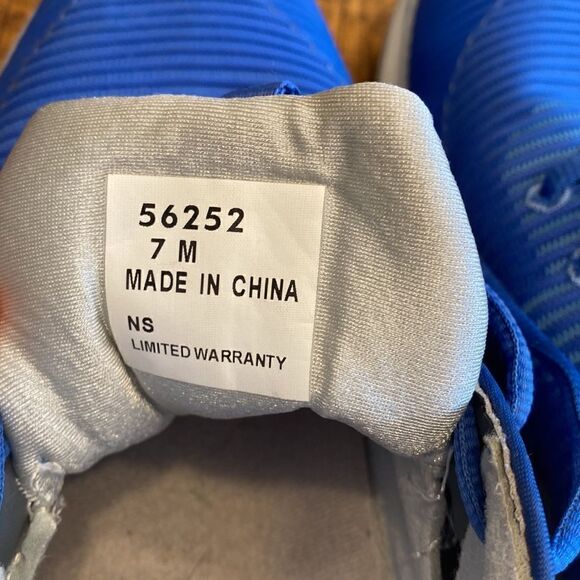 56252
7 M
MADE IN CHINA
NS
LIMITED WARRANTY